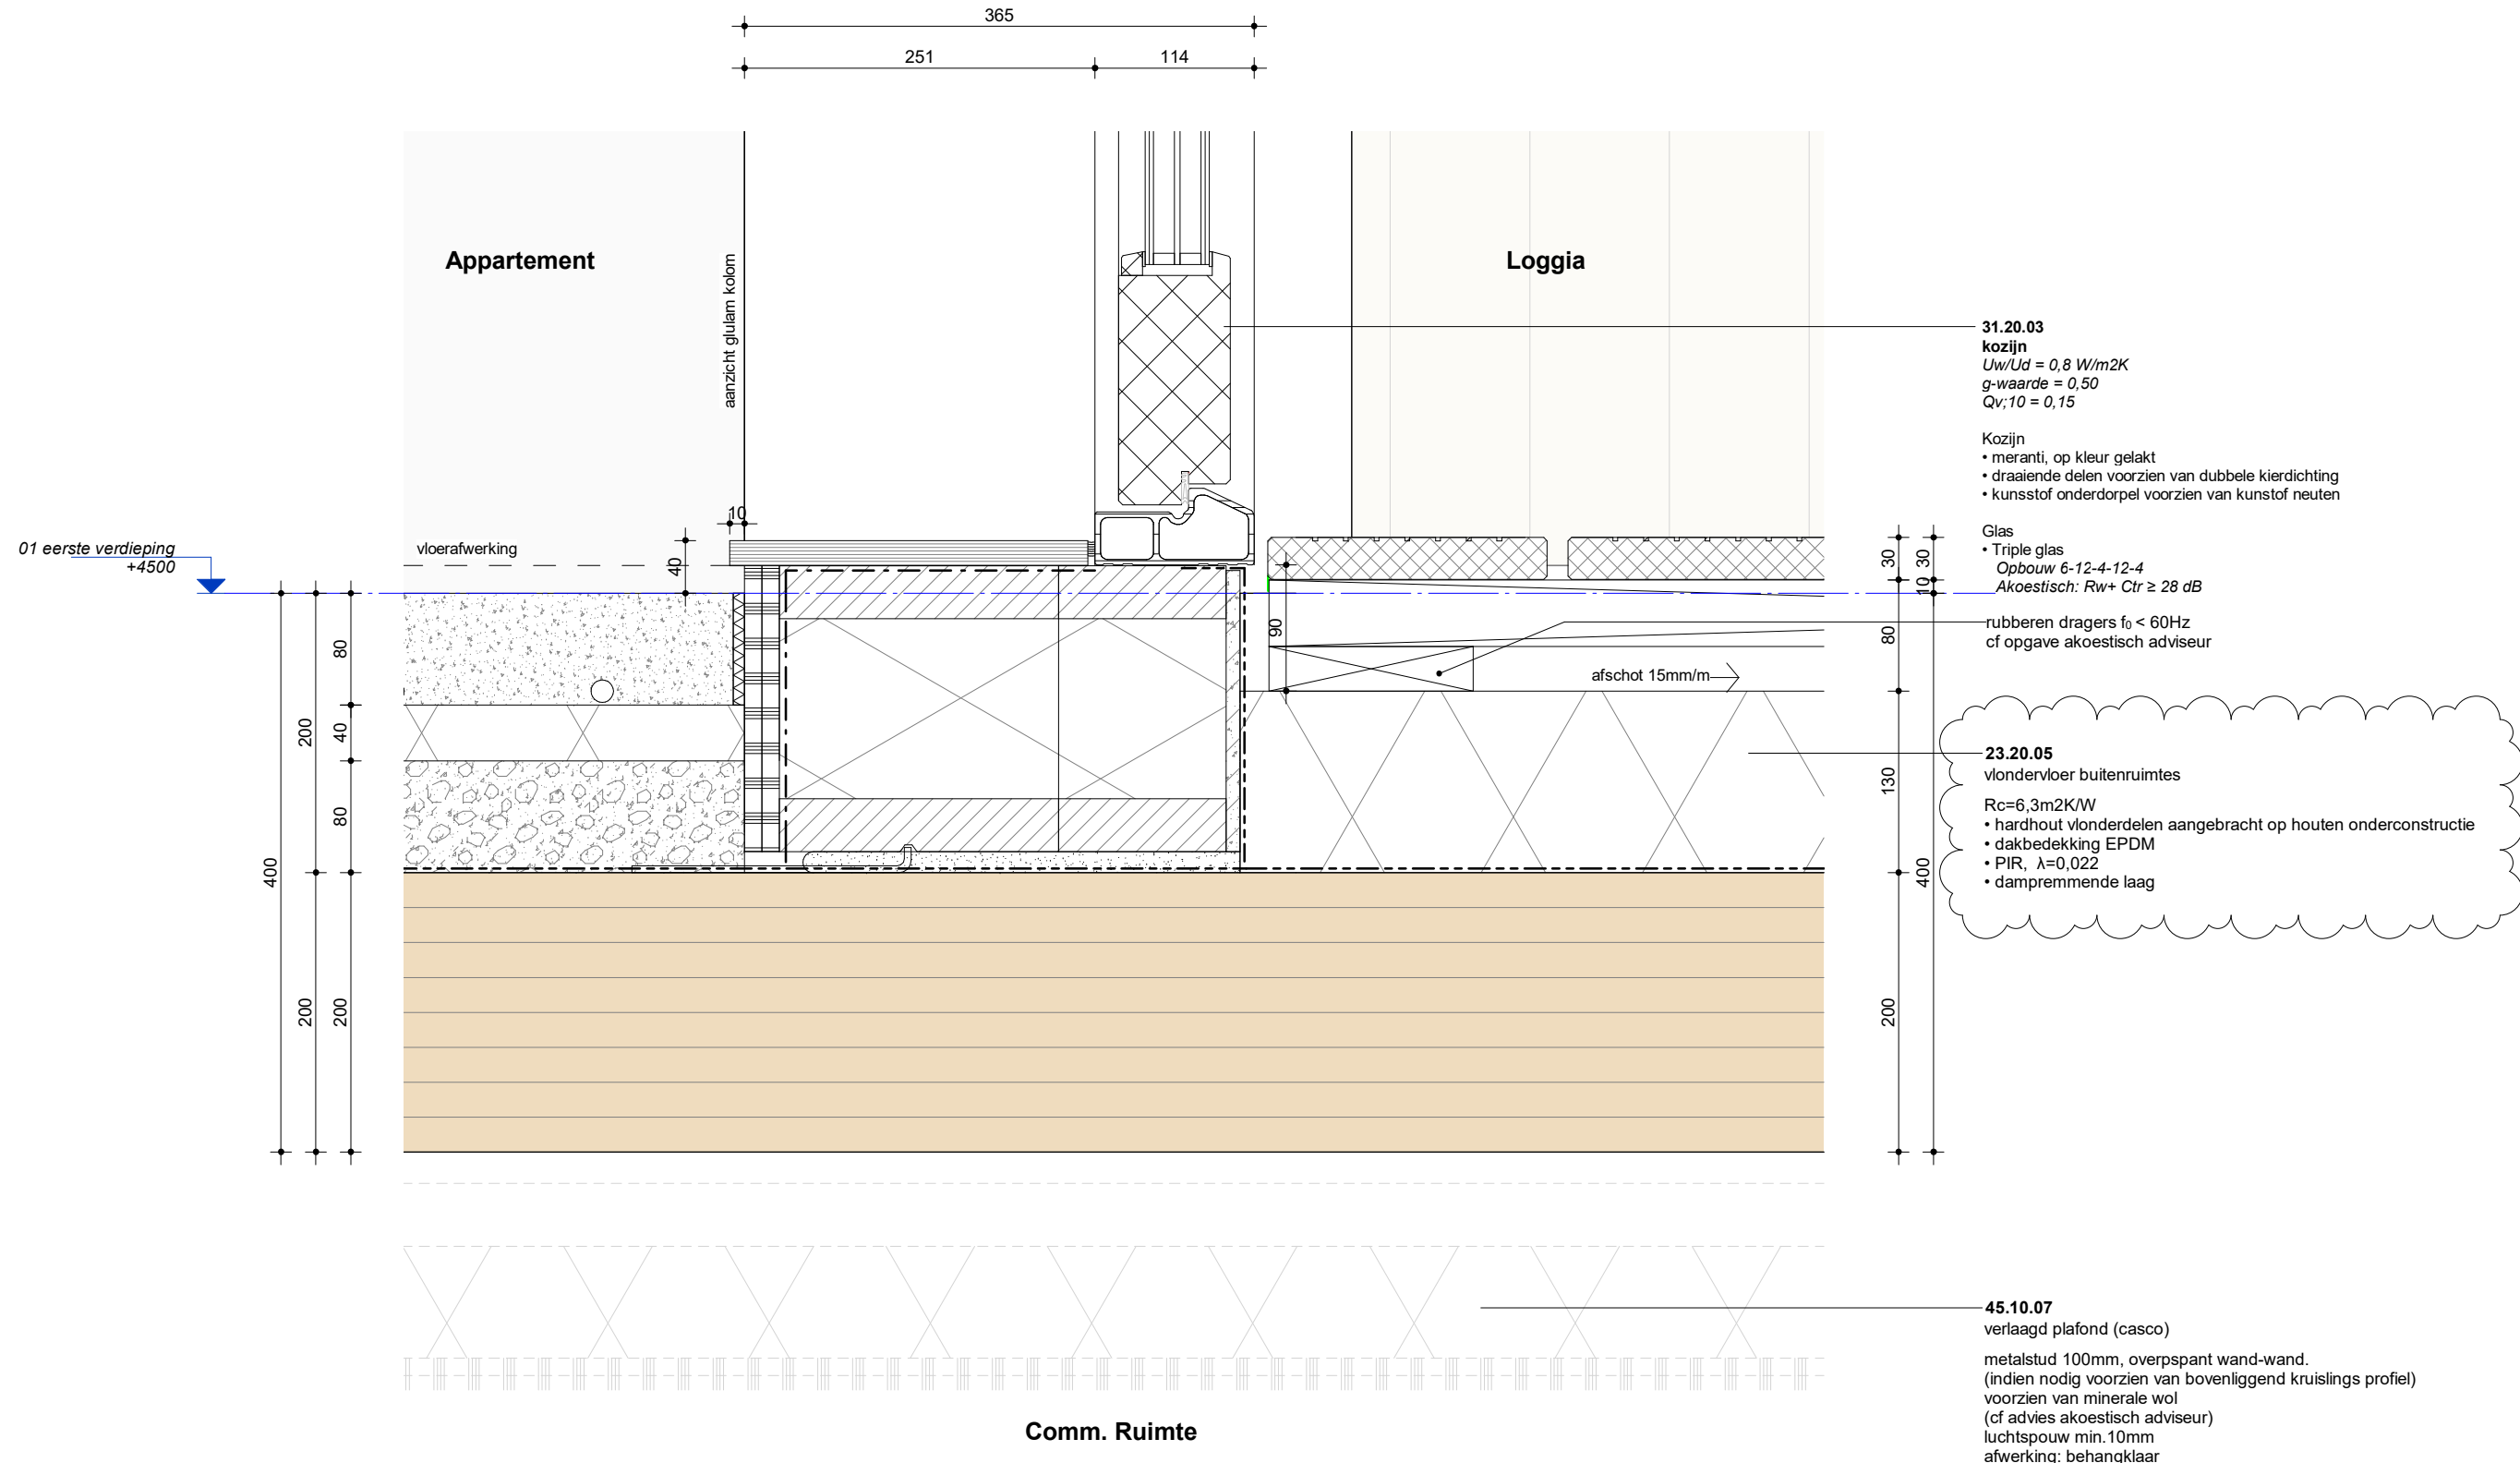 365
251
114
Appartement
aanzicht glulam kolom
Loggia
31.20.03
kozijn
Uw/Ud = 0,8 W/m2K
g-waarde = 0,50
Qv;10 = 0,15
Kozijn
• meranti, op kleur gelakt
• draaiende delen voorzien van dubbele kierdichting
• kunsstof onderdorpel voorzien van kunstof neuten
Glas
• Triple glas
Opbouw 6-12-4-12-4
Akoestisch: Rw+ Ctr ≥ 28 dB
rubberen dragers f₀ < 60Hz
cf opgave akoestisch adviseur
10
01 eerste verdieping
+4500
vloerafwerking
40
30
30
10
90
80
80
afschot 15mm/m
200
40
80
400
130
400
23.20.05
vlondervloer buitenruimtes
Rc=6,3m2K/W
• hardhout vlonderdelen aangebracht op houten onderconstructie
• dakbedekking EPDM
• PIR, λ=0,022
• dampremmende laag
200
200
200
45.10.07
verlaagd plafond (casco)
metalstud 100mm, overpspant wand-wand.
(indien nodig voorzien van bovenliggend kruislings profiel)
voorzien van minerale wol
(cf advies akoestisch adviseur)
luchtspouw min.10mm
afwerking: behangklaar
Comm. Ruimte